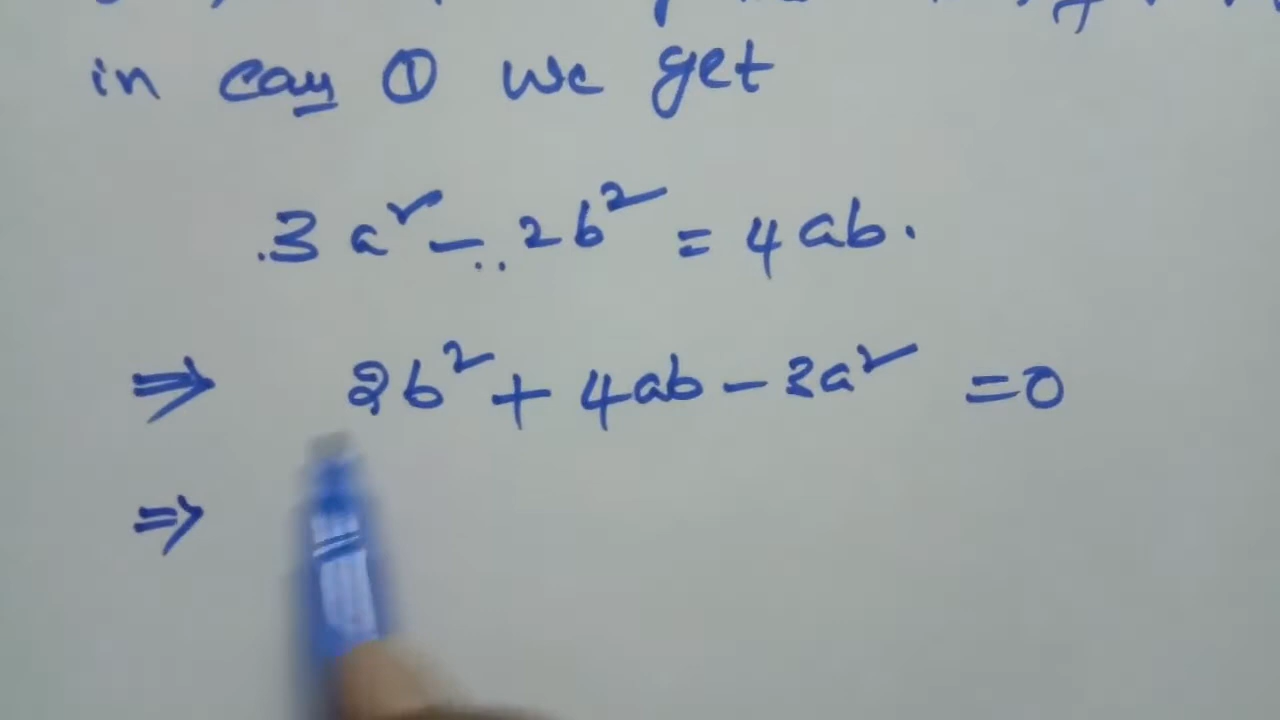 in eqn ① we get
3a² - 2b² = 4ab.
⇒ 2b² + 4ab - 3a² = 0
⇒